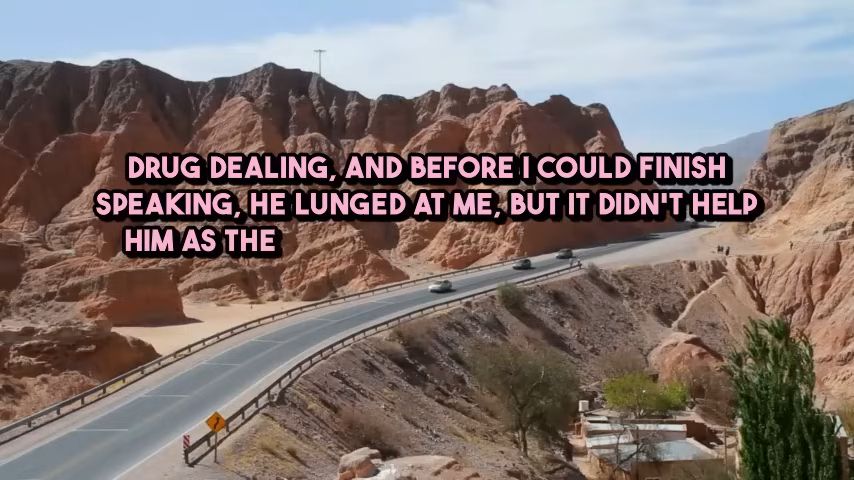 DRUG DEALING, AND BEFORE I COULD FINISH
SPEAKING, HE LUNGED AT ME, BUT IT DIDN'T HELP
HIM AS THE